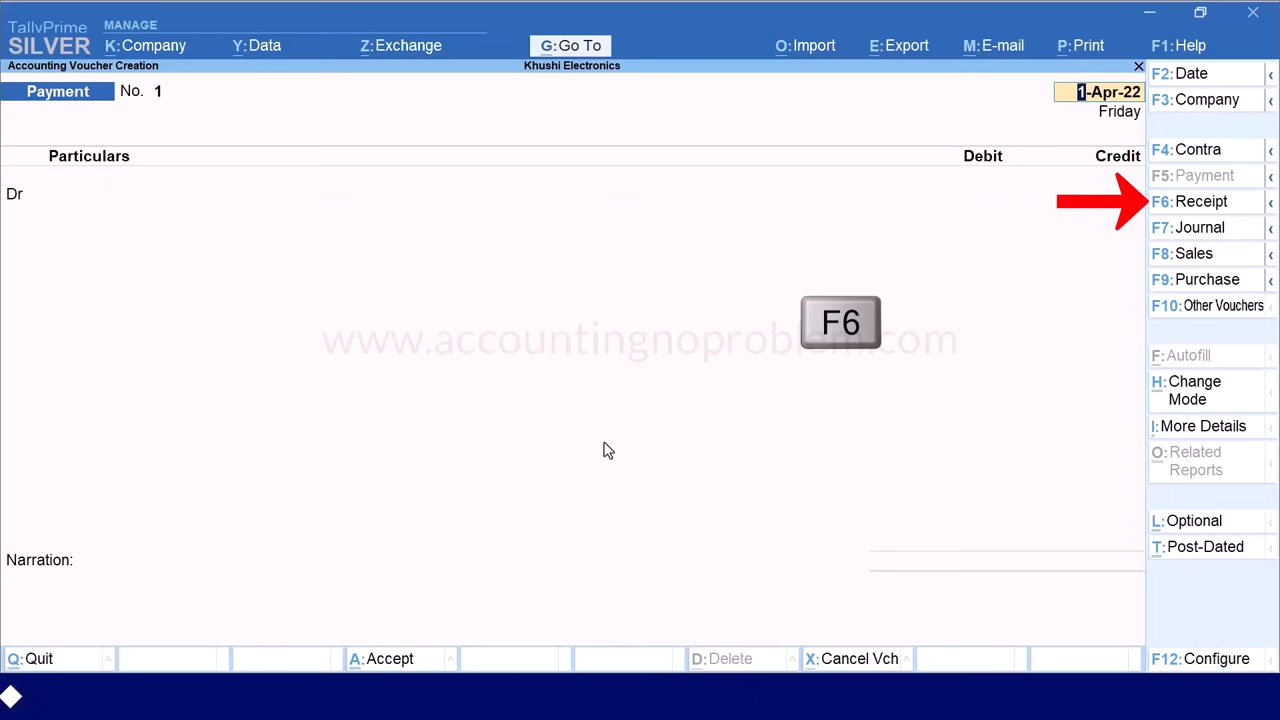 TallyPrime
SILVER
MANAGE
K:Company
Y:Data
Z:Exchange
G:Go To
O:Import
E:Export
M:E-mail
P:Print
F1:Help
Accounting Voucher Creation
Khushi Electronics
Payment No. 1
1-Apr-22
Friday
Particulars
Debit
Credit
Dr
F6
www.accountingnoproblem.com
Narration:
F2:Date
F3:Company
F4:Contra
F5:Payment
F6:Receipt
F7:Journal
F8:Sales
F9:Purchase
F10:Other Vouchers
F:Autofill
H:Change
Mode
I:More Details
O:Related
Reports
L:Optional
T:Post-Dated
Q:Quit
A:Accept
D:Delete
X:Cancel Vch
F12:Configure